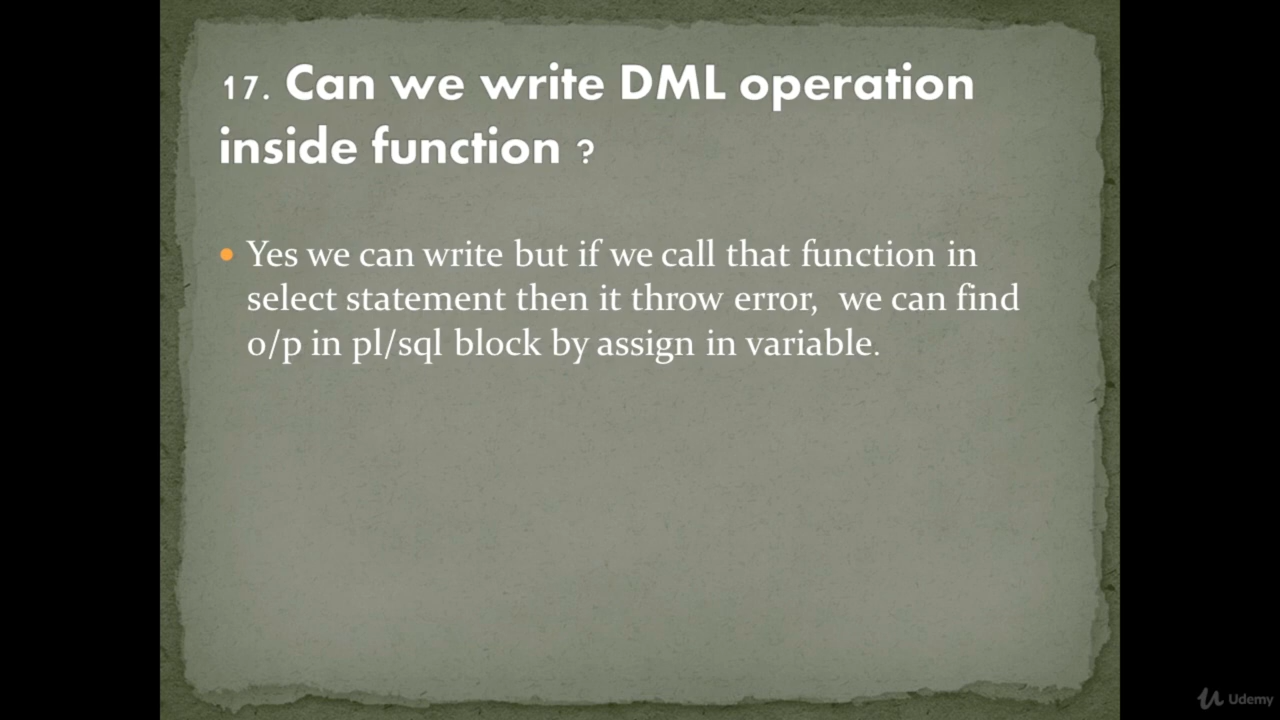 17. Can we write DML operation
inside function ?
• Yes we can write but if we call that function in
select statement then it throw error,  we can find
o/p in pl/sql block by assign in variable.
Udemy